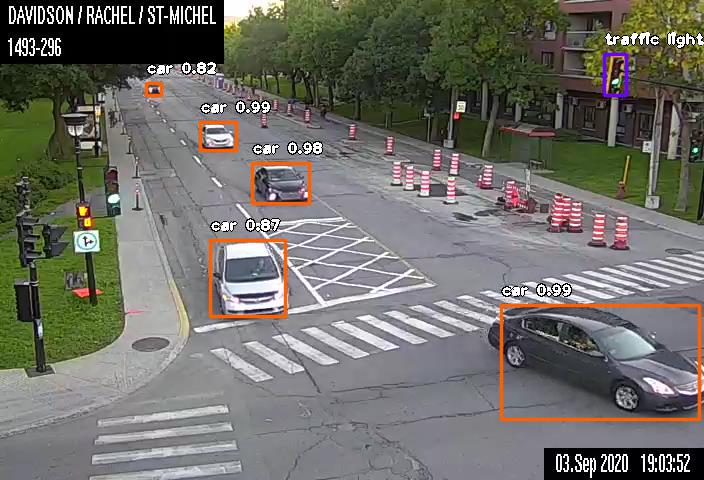 DAVIDSON / RACHEL / ST-MICHEL
1493-296
traffic light
car 0.82
car 0.99
car 0.98
car 0.87
car 0.99
03.Sep 2020 19:03:52